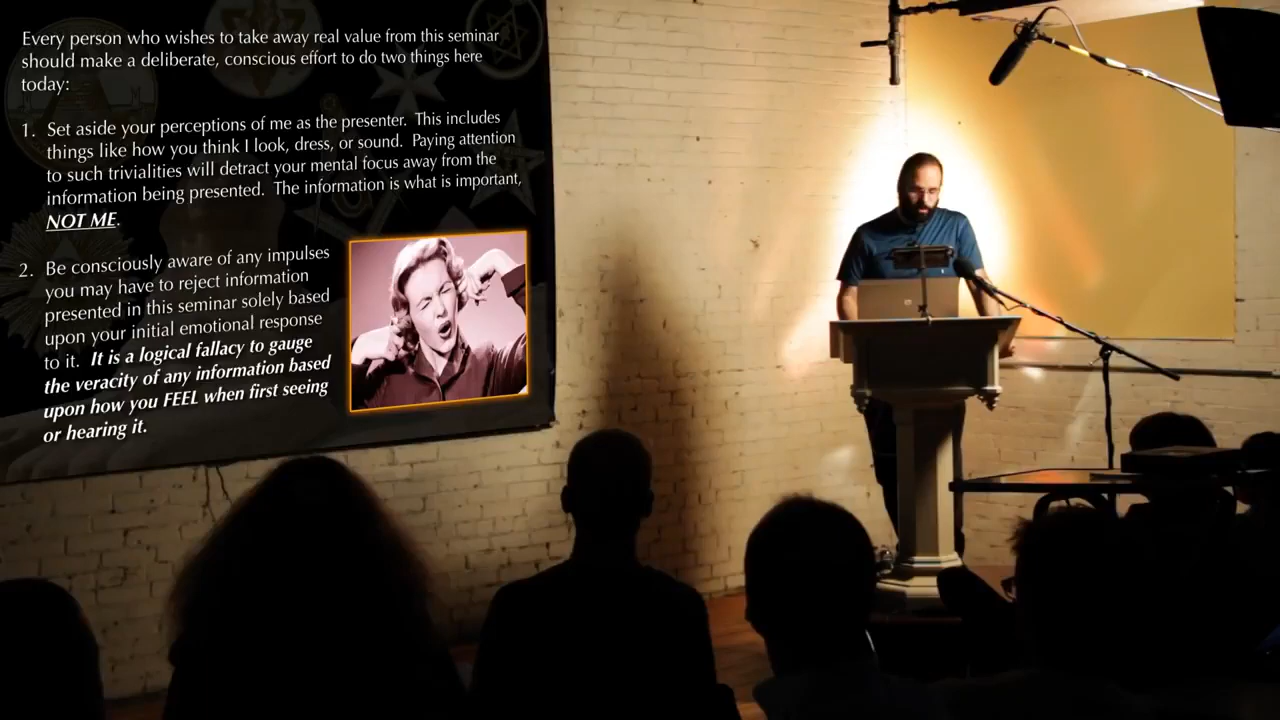 Every person who wishes to take away real value from this seminar
should make a deliberate, conscious effort to do two things here
today:
1. Set aside your perceptions of me as the presenter. This includes
things like how you think I look, dress, or sound. Paying attention
to such trivialities will detract your mental focus away from the
information being presented. The information is what is important,
NOT ME.
2. Be consciously aware of any impulses
you may have to reject information
presented in this seminar solely based
upon your initial emotional response
to it. It is a logical fallacy to gauge
the veracity of any information based
upon how you FEEL when first seeing
or hearing it.